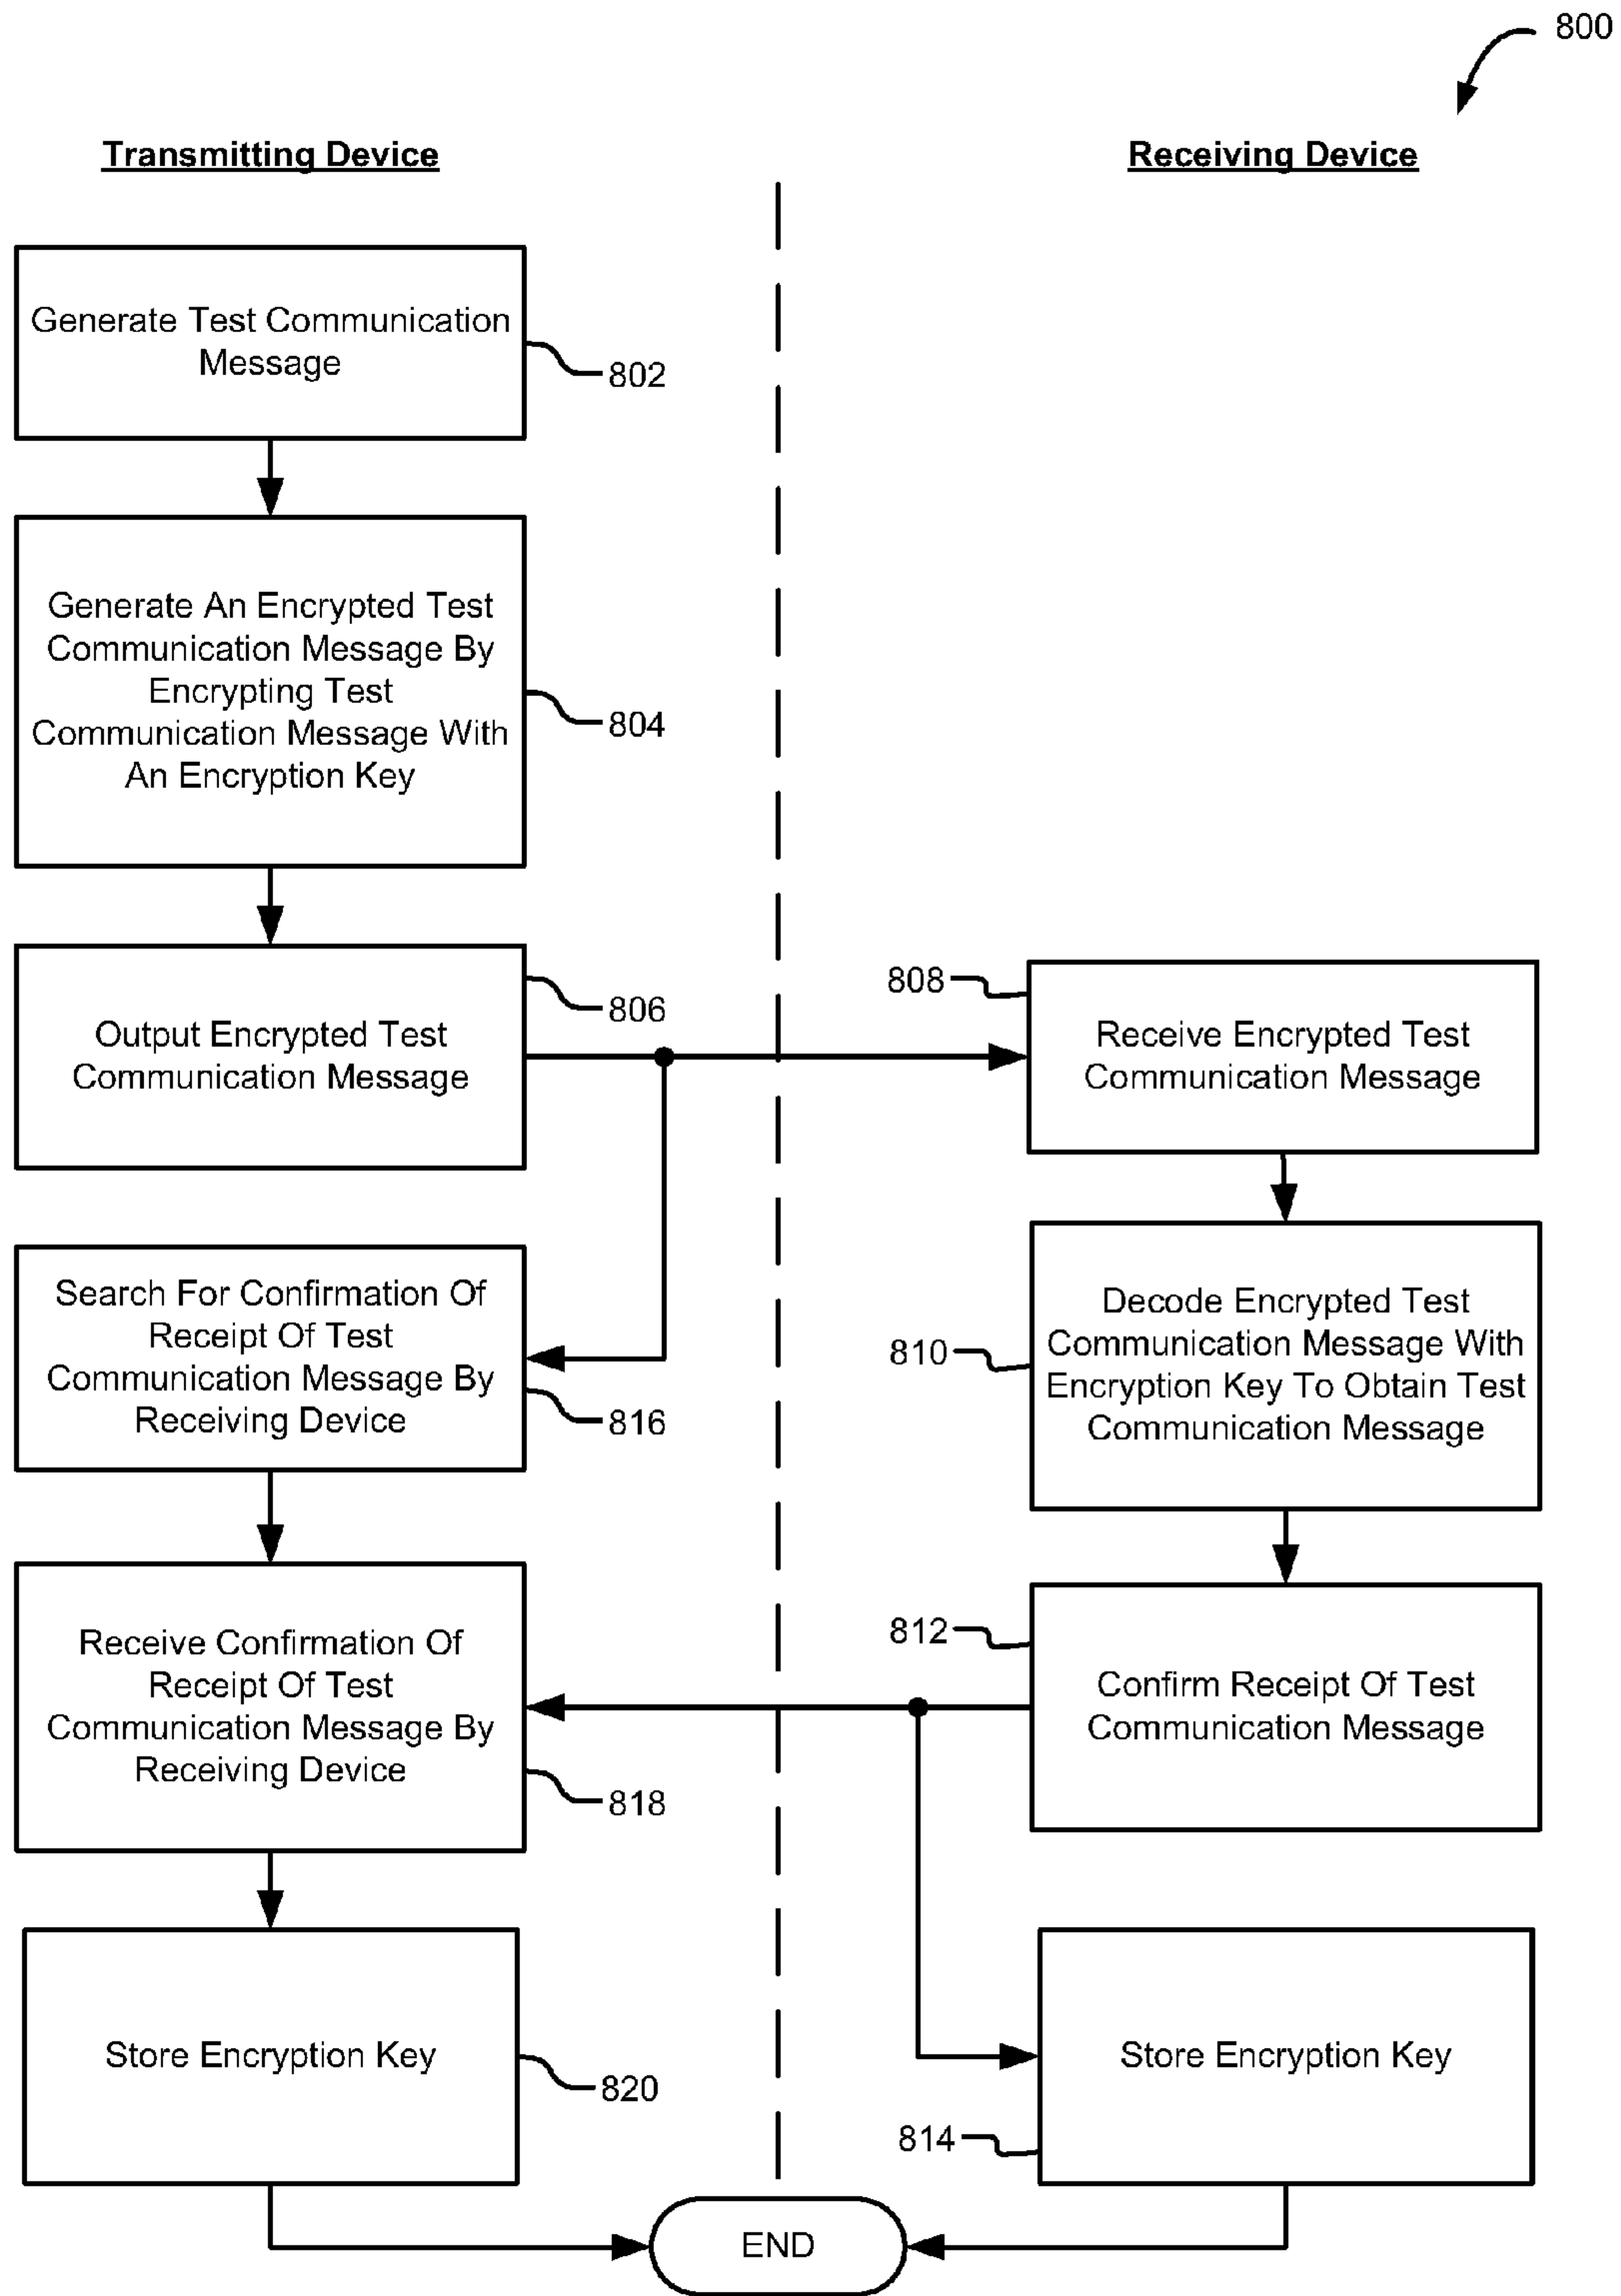 800
Transmitting Device
Receiving Device
Generate Test Communication
Message
802
Generate An Encrypted Test
Communication Message By
Encrypting Test
Communication Message With
An Encryption Key
804
Output Encrypted Test
Communication Message
806
808
Receive Encrypted Test
Communication Message
Search For Confirmation Of
Receipt Of Test
Communication Message By
Receiving Device
816
810
Decode Encrypted Test
Communication Message With
Encryption Key To Obtain Test
Communication Message
Receive Confirmation Of
Receipt Of Test
Communication Message By
Receiving Device
818
812
Confirm Receipt Of Test
Communication Message
Store Encryption Key
820
Store Encryption Key
814
END